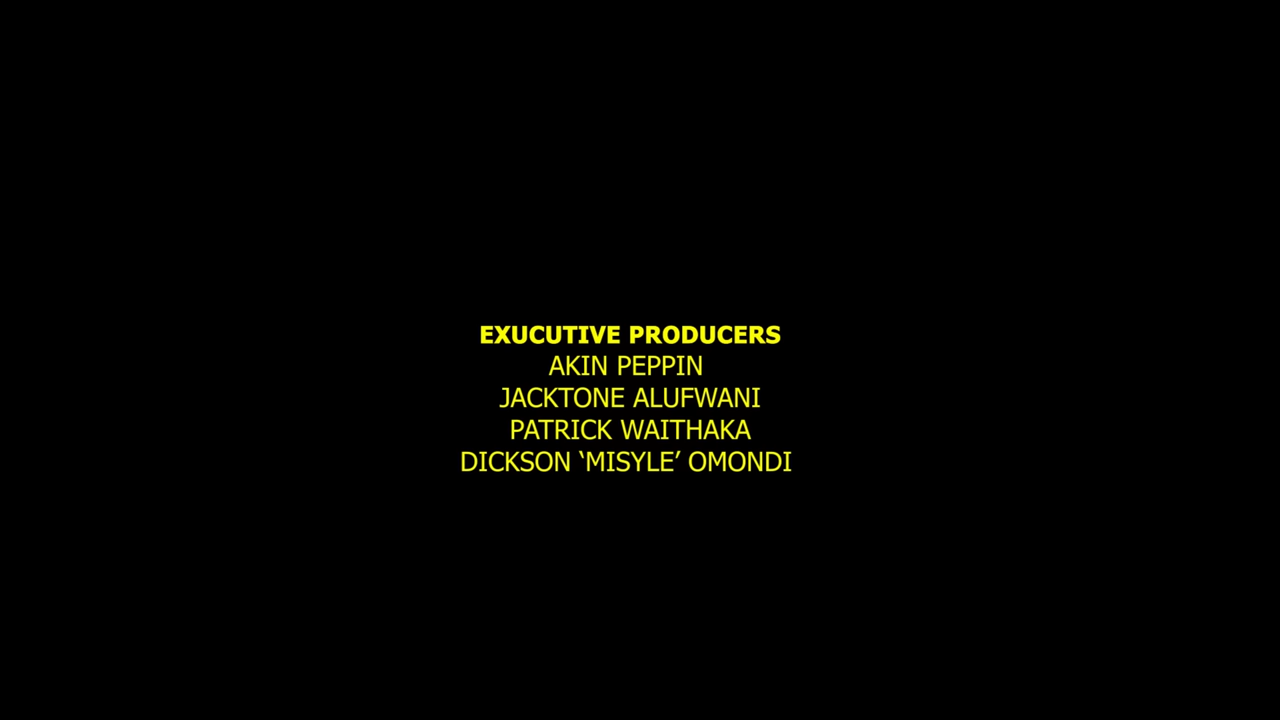 EXUCUTIVE PRODUCERS
AKIN PEPPIN
JACKTONE ALUFWANI
PATRICK WAITHAKA
DICKSON ‘MISYLE’ OMONDI